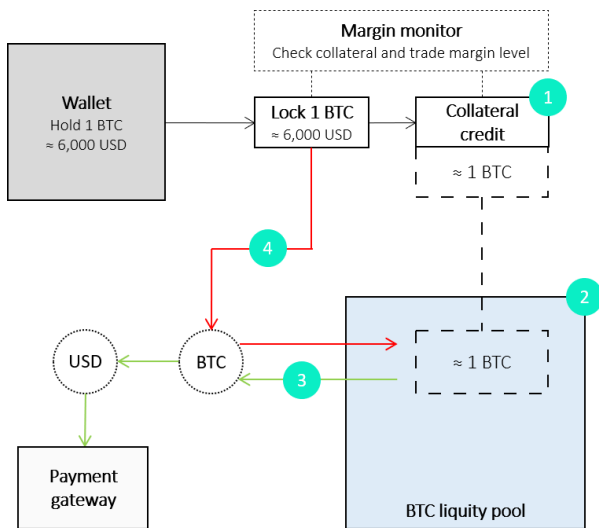 Margin monitor
Check collateral and trade margin level
1
Wallet
Hold 1 BTC
≈ 6,000 USD
Lock 1 BTC
≈ 6,000 USD
Collateral
credit
≈ 1 BTC
4
2
USD
BTC
3
≈ 1 BTC
Payment
gateway
BTC liquity pool